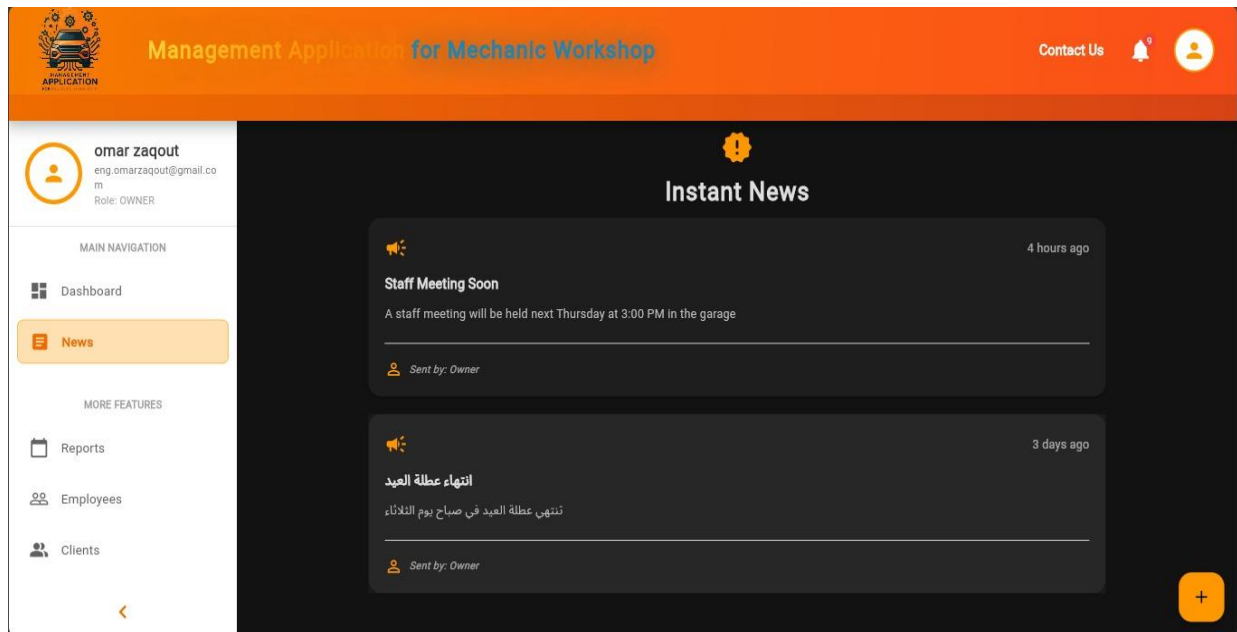 MANAGEMENT
APPLICATION
Management Application for Mechanic Workshop
Contact Us
9
omar zaqout
eng.omarzaqout@gmail.co
m
Role: OWNER
MAIN NAVIGATION
Dashboard
News
MORE FEATURES
Reports
Employees
Clients
Instant News
4 hours ago
Staff Meeting Soon
A staff meeting will be held next Thursday at 3:00 PM in the garage
Sent by: Owner
3 days ago
انتهاء عطلة العيد
تنتهي عطلة العيد في صباح يوم الثلاثاء
Sent by: Owner